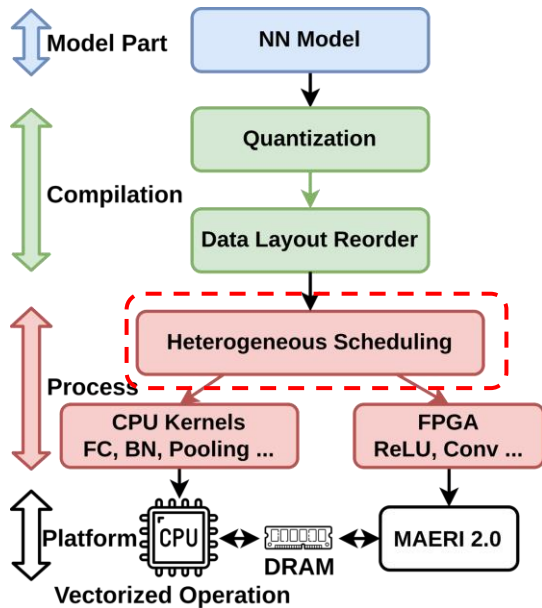 Model Part
NN Model
Quantization
Compilation
Data Layout Reorder
Heterogeneous Scheduling
Process
CPU Kernels
FC, BN, Pooling ...
FPGA
ReLU, Conv ...
Platform
CPU
DRAM
MAERI 2.0
Vectorized Operation